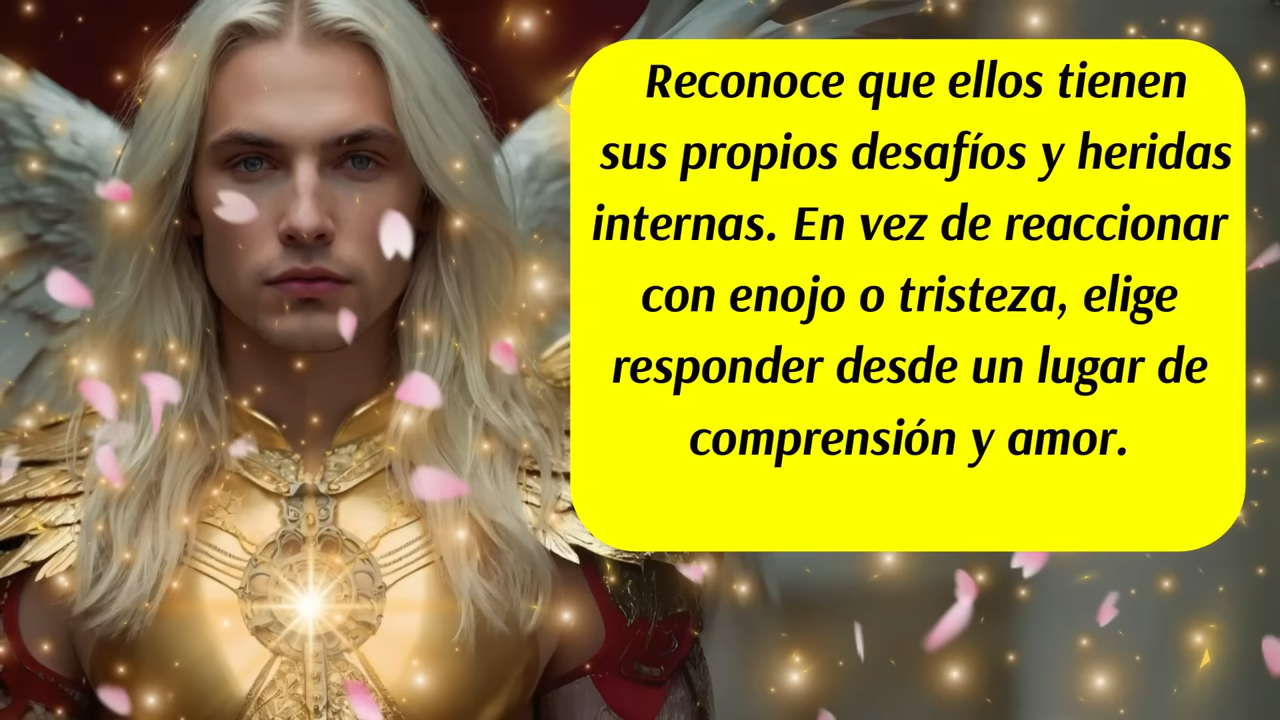 Reconoce que ellos tienen
sus propios desafíos y heridas
internas. En vez de reaccionar
con enojo o tristeza, elige
responder desde un lugar de
comprensión y amor.